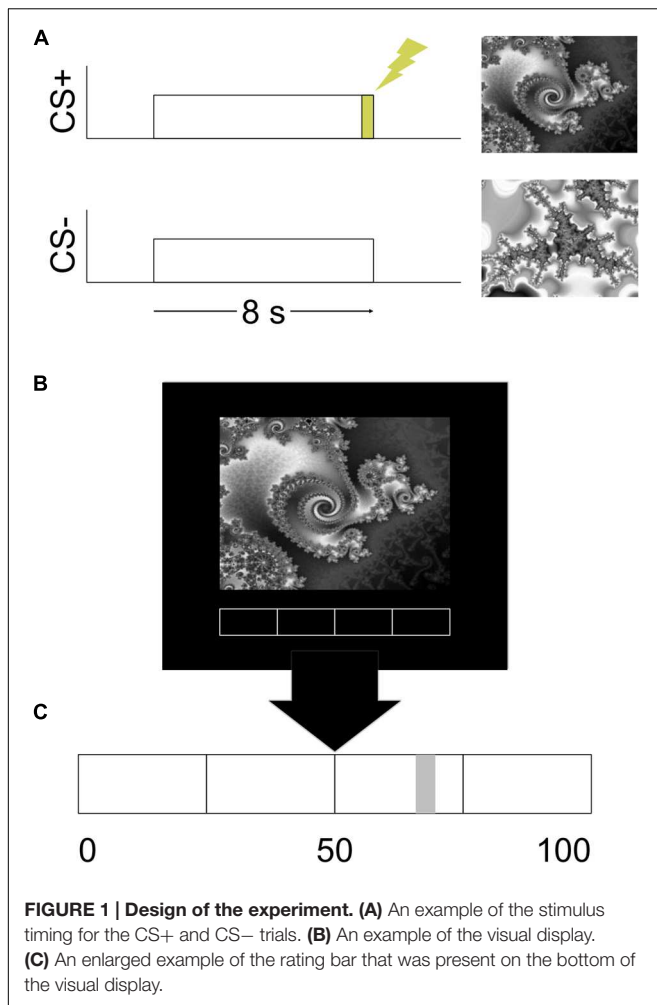 A
CS+
CS-
8 s
B
C
0 50 100
FIGURE 1 | Design of the experiment. (A) An example of the stimulus
timing for the CS+ and CS− trials. (B) An example of the visual display.
(C) An enlarged example of the rating bar that was present on the bottom of
the visual display.